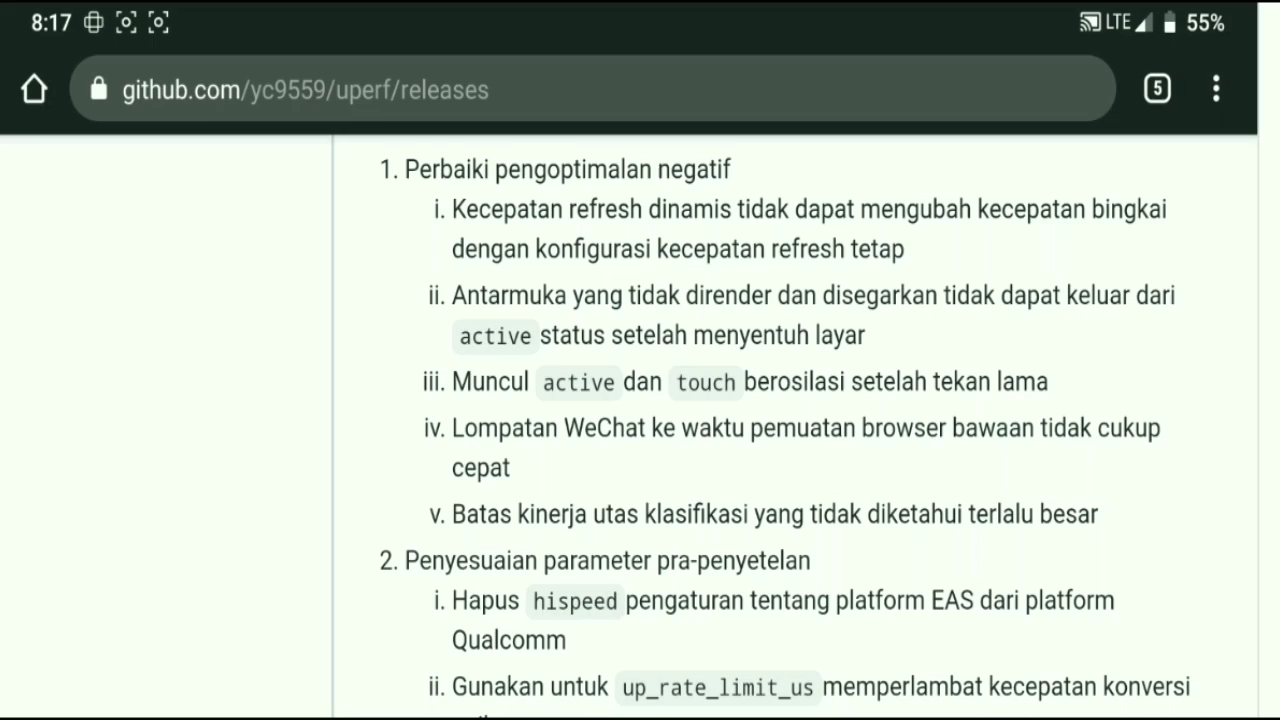 8:17
LTE 55%
github.com/yc9559/uperf/releases
5
1. Perbaiki pengoptimalan negatif
i. Kecepatan refresh dinamis tidak dapat mengubah kecepatan bingkai
dengan konfigurasi kecepatan refresh tetap
ii. Antarmuka yang tidak dirender dan disegarkan tidak dapat keluar dari
active status setelah menyentuh layar
iii. Muncul active dan touch berosilasi setelah tekan lama
iv. Lompatan WeChat ke waktu pemuatan browser bawaan tidak cukup
cepat
v. Batas kinerja utas klasifikasi yang tidak diketahui terlalu besar
2. Penyesuaian parameter pra-penyetelan
i. Hapus hispeed pengaturan tentang platform EAS dari platform
Qualcomm
ii. Gunakan untuk up_rate_limit_us memperlambat kecepatan konversi